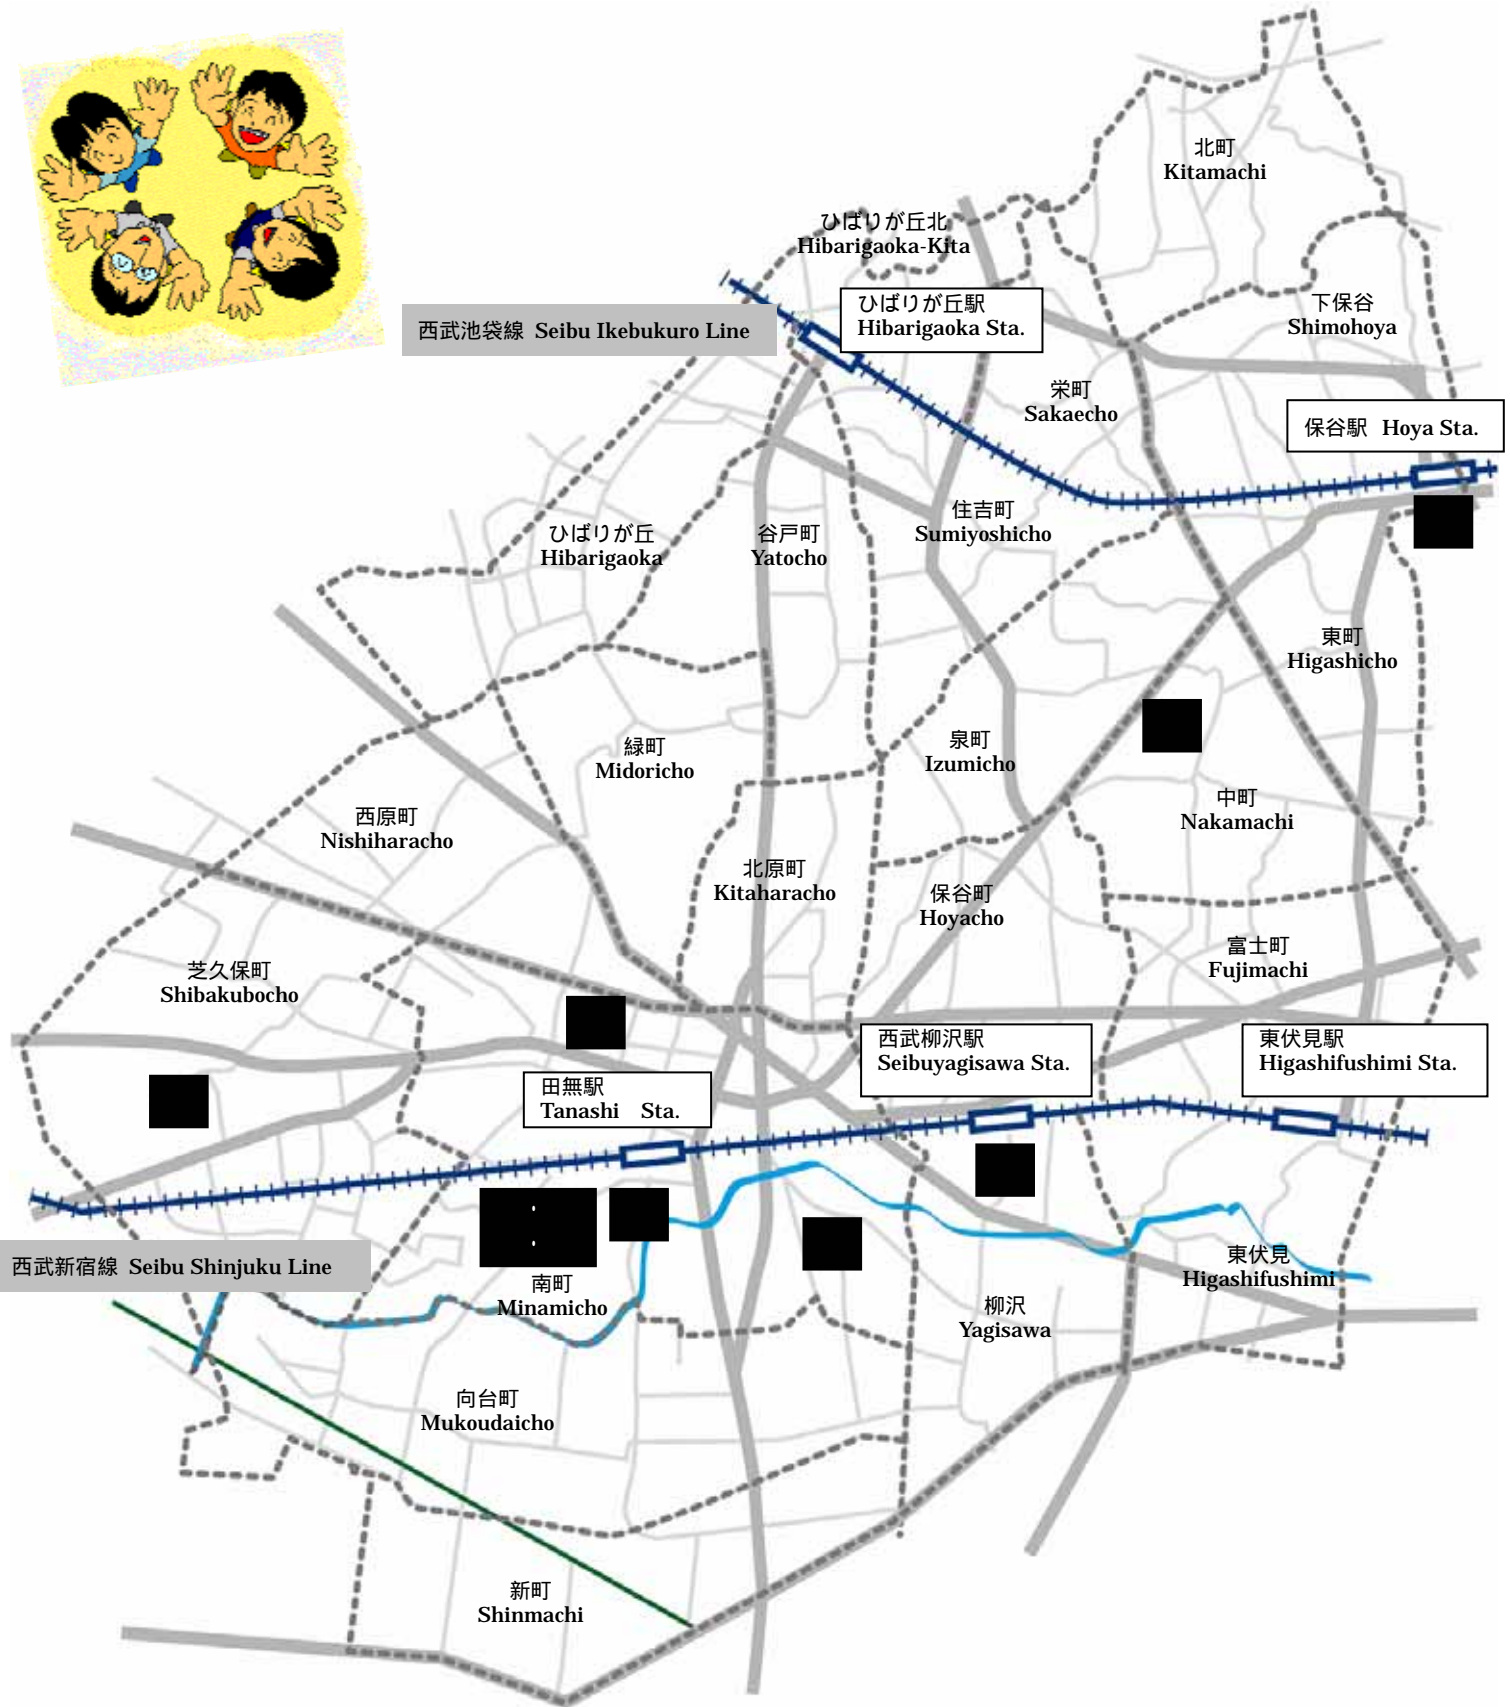 北町
Kitamachi
ひばりが丘北
Hibarigaoka-Kita
ひばりが丘駅
Hibarigaoka Sta.
下保谷
Shimohoya
西武池袋線 Seibu Ikebukuro Line
栄町
Sakaecho
保谷駅 Hoya Sta.
ひばりが丘
Hibarigaoka
谷戸町
Yatocho
住吉町
Sumiyoshicho
東町
Higashicho
緑町
Midoricho
泉町
Izumicho
西原町
Nishiharacho
中町
Nakamachi
北原町
Kitaharacho
保谷町
Hoyacho
富士町
Fujimachi
芝久保町
Shibakubocho
西武柳沢駅
Seibuyagisawa Sta.
東伏見駅
Higashifushimi Sta.
田無駅
Tanashi Sta.
西武新宿線 Seibu Shinjuku Line
南町
Minamicho
東伏見
Higashifushimi
柳沢
Yagisawa
向台町
Mukoudaicho
新町
Shinmachi